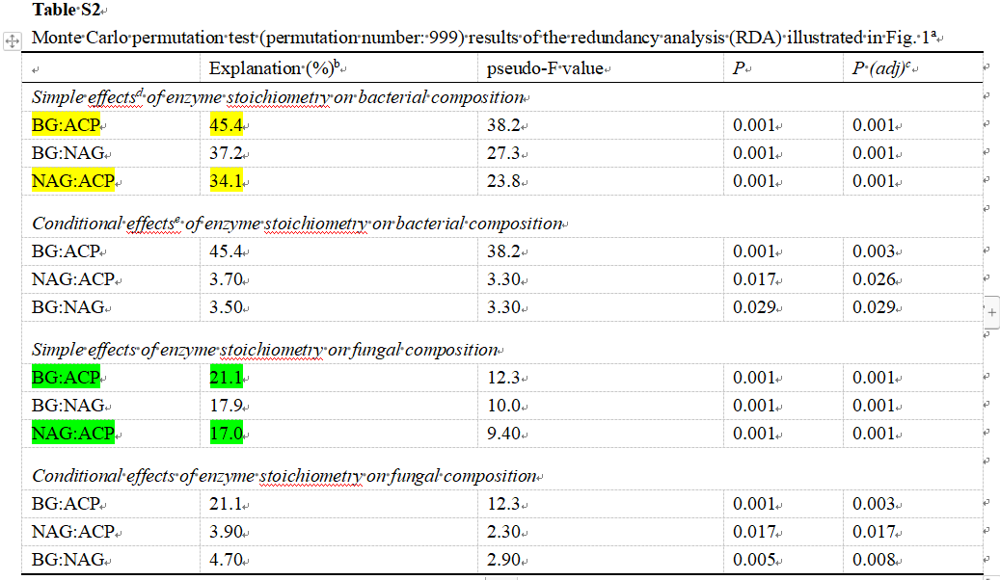 Table S2
Monte Carlo permutation test (permutation number: 999) results of the redundancy analysis (RDA) illustrated in Fig. 1a
Explanation (%)b pseudo-F value P P (adj)c
Simple effectsd of enzyme stoichiometry on bacterial composition
BG:ACP 45.4 38.2 0.001 0.001
BG:NAG 37.2 27.3 0.001 0.001
NAG:ACP 34.1 23.8 0.001 0.001
Conditional effectse of enzyme stoichiometry on bacterial composition
BG:ACP 45.4 38.2 0.001 0.003
NAG:ACP 3.70 3.30 0.017 0.026
BG:NAG 3.50 3.30 0.029 0.029
Simple effects of enzyme stoichiometry on fungal composition
BG:ACP 21.1 12.3 0.001 0.001
BG:NAG 17.9 10.0 0.001 0.001
NAG:ACP 17.0 9.40 0.001 0.001
Conditional effects of enzyme stoichiometry on fungal composition
BG:ACP 21.1 12.3 0.001 0.003
NAG:ACP 3.90 2.30 0.017 0.017
BG:NAG 4.70 2.90 0.005 0.008